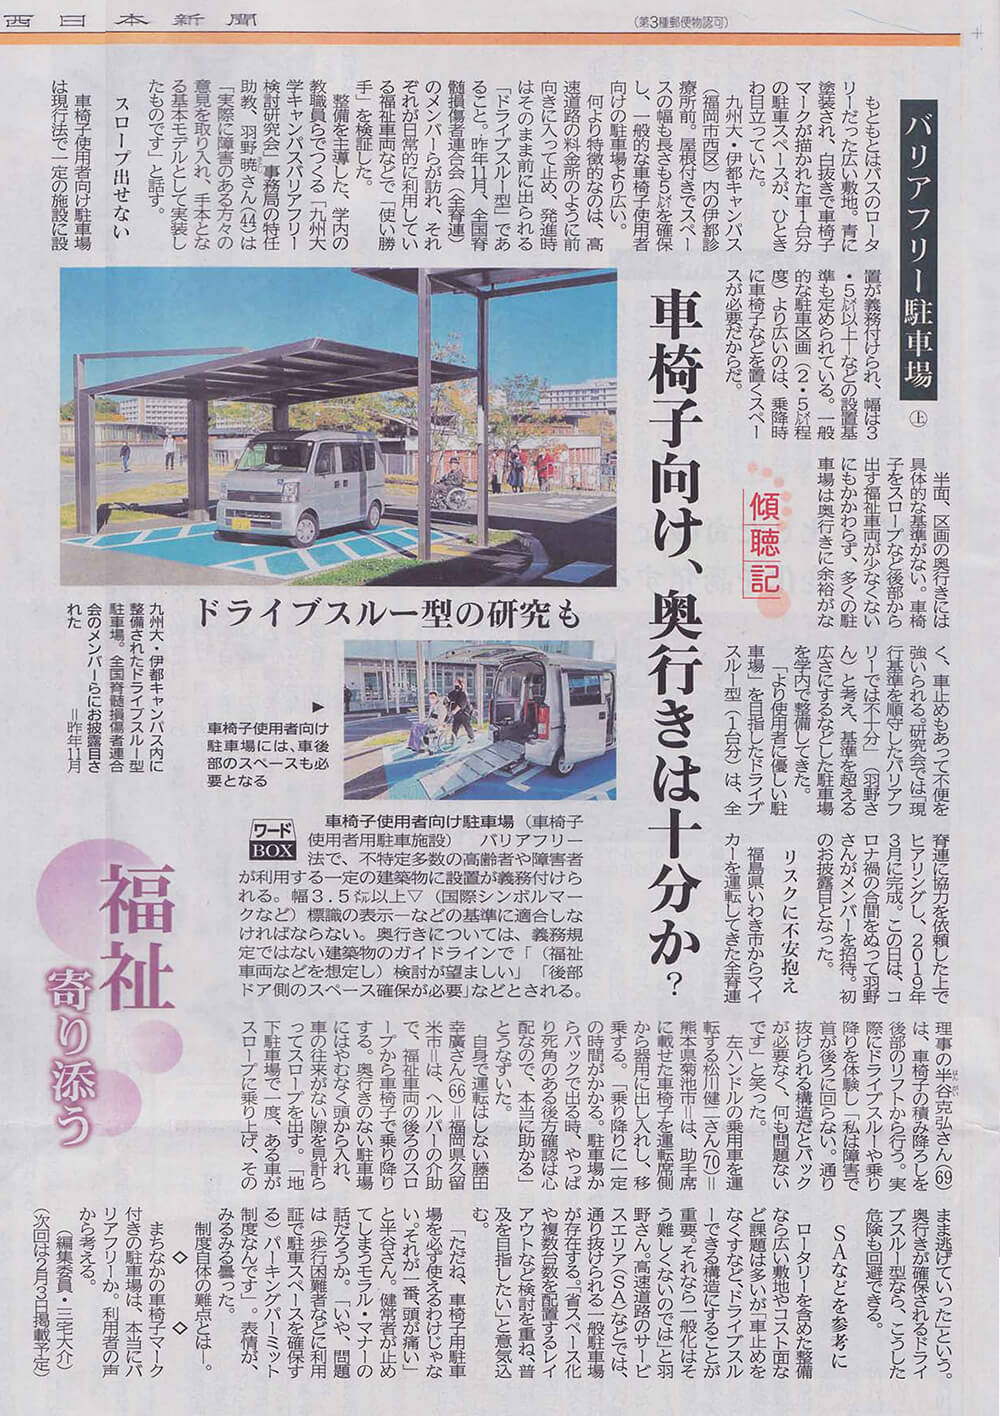 西日本新聞
(第3種郵便物認可)
バリアフリー駐車場 上
車椅子向け、奥行きは十分か?
ドライブスルー型の研究も
傾聴記
もともとはバスのロータ
リーだった広い敷地。青に
塗装され、白抜きで車椅子
マークが描かれた車1台分
の駐車スペースが、ひとき
わ目立っていた。
九州大・伊都キャンパス
(福岡市西区)内の伊都診
療所前。屋根付きでスペー
スの幅も長さも5メートルを確保
し、一般的な車椅子使用者
向けの駐車場より広い。
何より特徴的なのは、高
速道路の料金所のように前
向きに入って止め、発進時
はそのまま前に出られる
「ドライブスルー型」であ
ること。昨年11月、全国脊
髄損傷者連合会(全脊連)
のメンバーらが訪れ、それ
ぞれが日常的に利用してい
る福祉車両などで「使い勝
手」を検証した。
整備を主導した、学内の
教職員らでつくる「九州大
学キャンパスバリアフリー
検討研究会」事務局の特任
助教、羽野暁さん(44)は
「実際に障害のある方々の
意見を取り入れ、手本とな
る基本モデルとして実装し
たものです」と話す。
スロープ出せない
車椅子使用者向け駐車場
は現行法で一定の施設に設
置が義務付けられ、幅は3
・5メートル以上―などの設置基
準も定められている。一般
的な駐車区画(2・5メートル程
度)より広いのは、乗降時
に車椅子などを置くスペー
スが必要だからだ。
半面、区画の奥行きには
具体的な基準がない。車椅
子をスロープなど後部から
出す福祉車両が少なくない
にもかかわらず、多くの駐
車場は奥行きに余裕がな
く、車止めもあって不便を
強いられる。研究会では「現
行基準を順守したバリアフ
リーでは不十分」(羽野さ
ん)と考え、基準を超える
広さにするなどした駐車場
を学内で整備してきた。
「より使用者に優しい駐
車場」を目指したドライブ
スルー型(1台分)は、全
脊連に協力を依頼した上で
ヒアリングし、2019年
3月に完成。この日は、コ
ロナ禍の合間をぬって羽野
さんがメンバーを招待。初
のお披露目となった。
リスクに不安抱え
福島県いわき市からマイ
カーを運転してきた全脊連
理事の半谷克弘さん(69)
はんがい
は、車椅子の積み降ろしを
後部のリフトから行う。実
際にドライブスルーや乗り
降りを体験し「私は障害で
首が後ろに回らない。通り
抜けられる構造だとバック
が必要なく、何も問題ない
です」と笑った。
左ハンドルの乗用車を運
転する松川健二さん(70)=
熊本県菊池市=は、助手席
に載せた車椅子を運転席側
から器用に出し入れし、移
乗する。「乗り降りに一定
の時間がかかる。駐車場か
らバックで出る時、やっぱ
り死角のある後方確認は心
配なので、本当に助かる」
とうなずいた。
自身で運転はしない藤田
幸廣さん(66)=福岡県久留
米市=は、ヘルパーの介助
で、福祉車両の後ろのスロ
ープから車椅子で乗り降り
する。奥行きのない駐車場
にはやむなく頭から入れ、
車の往来がない隙を見計ら
ってスロープを出す。「地
下駐車場で一度、ある車が
スロープに乗り上げ、その
まま逃げていった」という。
奥行きが確保されるドライ
ブスルー型なら、こうした
危険も回避できる。
SAなどを参考に
ロータリーを含めた整備
なら広い敷地やコスト面な
ど課題は多いが「車止めを
なくすなど、ドライブスル
ーできる構造にすることが
重要。それなら一般化はそ
う難しくないのでは」と羽
野さん。高速道路のサービ
スエリア(SA)などでは、
通り抜けられる一般駐車場
が存在する。「省スペース化
や複数台数を配置するレイ
アウトなど検討を重ね、普
及を目指したい」と意気込
む。
「ただね、車椅子用駐車
場を必ず使えるわけじゃな
い。それが一番、頭が痛い」
と半谷さん。健常者が止め
てしまうモラル・マナーの
話だろうか。「いや、問題
は(歩行困難者などに利用
証で駐車スペースを確保す
る)パーキングパーミット
制度なんです」。表情が、
みるみる曇った。
制度自体の難点とは―。
◇　　◇
まちなかの車椅子マーク
付きの駐車場は、本当にバ
リアフリーか。利用者の声
から考える。
(編集委員・三宅大介)
(次回は2月3日掲載予定)
九州大・伊都キャンパス内に
整備されたドライブスルー型
駐車場。全国脊髄損傷者連合
会のメンバーらにお披露目さ
れた　=昨年11月
▶
車椅子使用者向け
駐車場には、車後
部のスペースも必
要となる
ワード
BOX
車椅子使用者向け駐車場(車椅子
使用者用駐車施設)　バリアフリー
法で、不特定多数の高齢者や障害者
が利用する一定の建築物に設置が義務付けら
れる。幅3.5メートル以上▽(国際シンボルマー
クなど)標識の表示―などの基準に適合しな
ければならない。奥行きについては、義務規
定ではない建築物のガイドラインで「(福祉
車両などを想定し)検討が望ましい」「後部
ドア側のスペース確保が必要」などとされる。
福祉
寄り添う